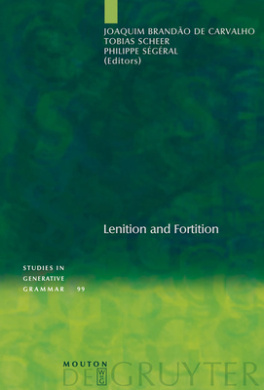 JOAQUIM BRANDÃO DE CARVALHO
TOBIAS SCHEER
PHILIPPE SÉGÉRAL
(Editors)
Lenition and Fortition
STUDIES IN
GENERATIVE
GRAMMAR 99
MOUTON
DE GRUYTER